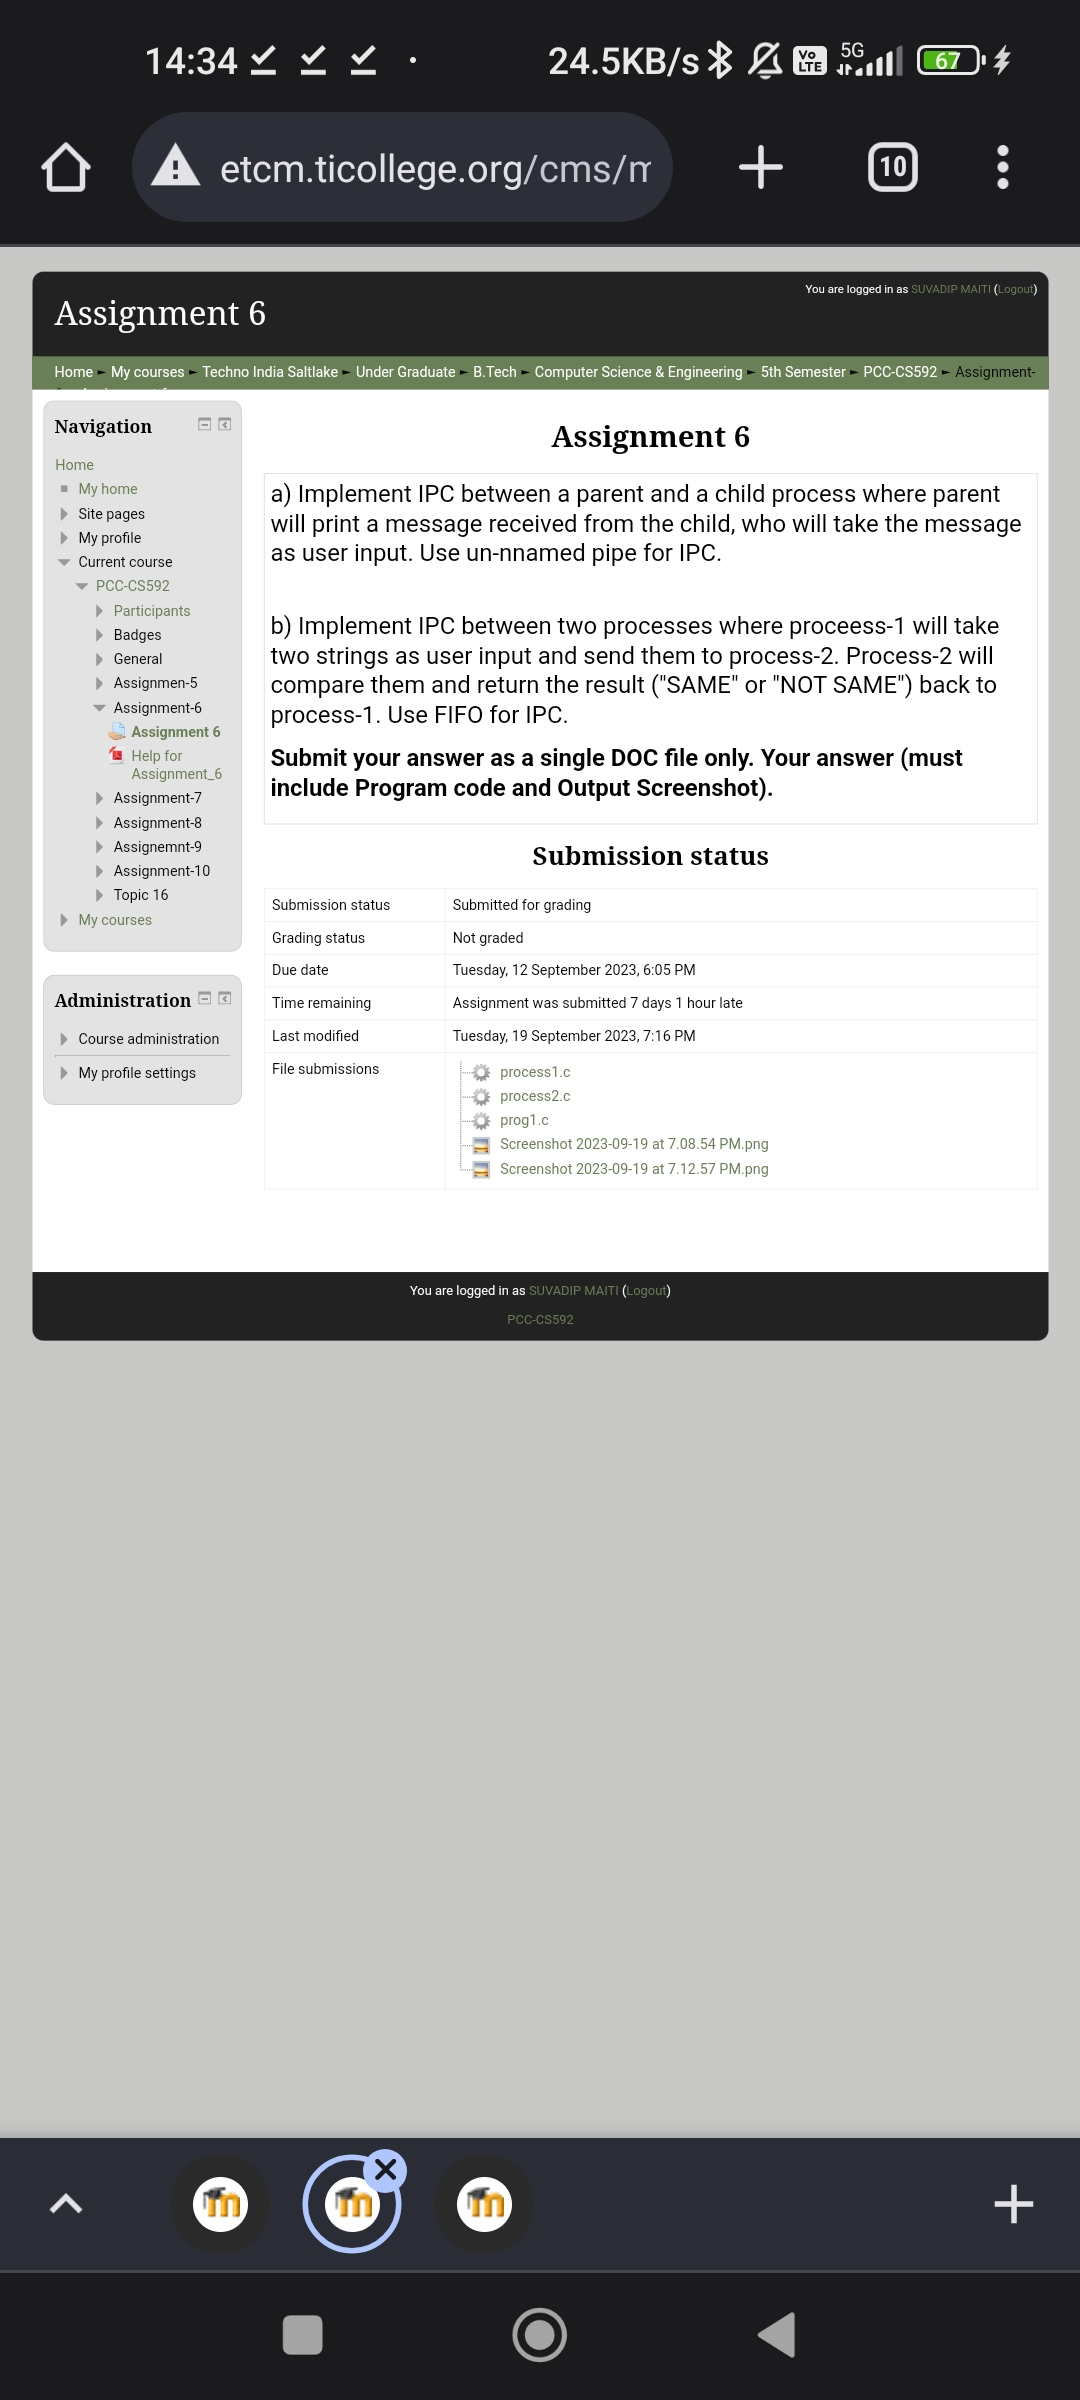 14:34
24.5KB/s
Vo
LTE
5G
67
etcm.ticollege.org/cms/m
10
You are logged in as SUVADIP MAITI (Logout)
Assignment 6
Home ► My courses ► Techno India Saltlake ► Under Graduate ► B.Tech ► Computer Science & Engineering ► 5th Semester ► PCC-CS592 ► Assignment-
Navigation
Home
My home
Site pages
My profile
Current course
PCC-CS592
Participants
Badges
General
Assignmen-5
Assignment-6
Assignment 6
Help for
Assignment_6
Assignment-7
Assignment-8
Assignemnt-9
Assignment-10
Topic 16
My courses
Administration
Course administration
My profile settings
Assignment 6
a) Implement IPC between a parent and a child process where parent
will print a message received from the child, who will take the message
as user input. Use un-nnamed pipe for IPC.
b) Implement IPC between two processes where proceess-1 will take
two strings as user input and send them to process-2. Process-2 will
compare them and return the result ("SAME" or "NOT SAME") back to
process-1. Use FIFO for IPC.
Submit your answer as a single DOC file only. Your answer (must
include Program code and Output Screenshot).
Submission status
Submission status Submitted for grading
Grading status Not graded
Due date Tuesday, 12 September 2023, 6:05 PM
Time remaining Assignment was submitted 7 days 1 hour late
Last modified Tuesday, 19 September 2023, 7:16 PM
File submissions process1.c
process2.c
prog1.c
Screenshot 2023-09-19 at 7.08.54 PM.png
Screenshot 2023-09-19 at 7.12.57 PM.png
You are logged in as SUVADIP MAITI (Logout)
PCC-CS592